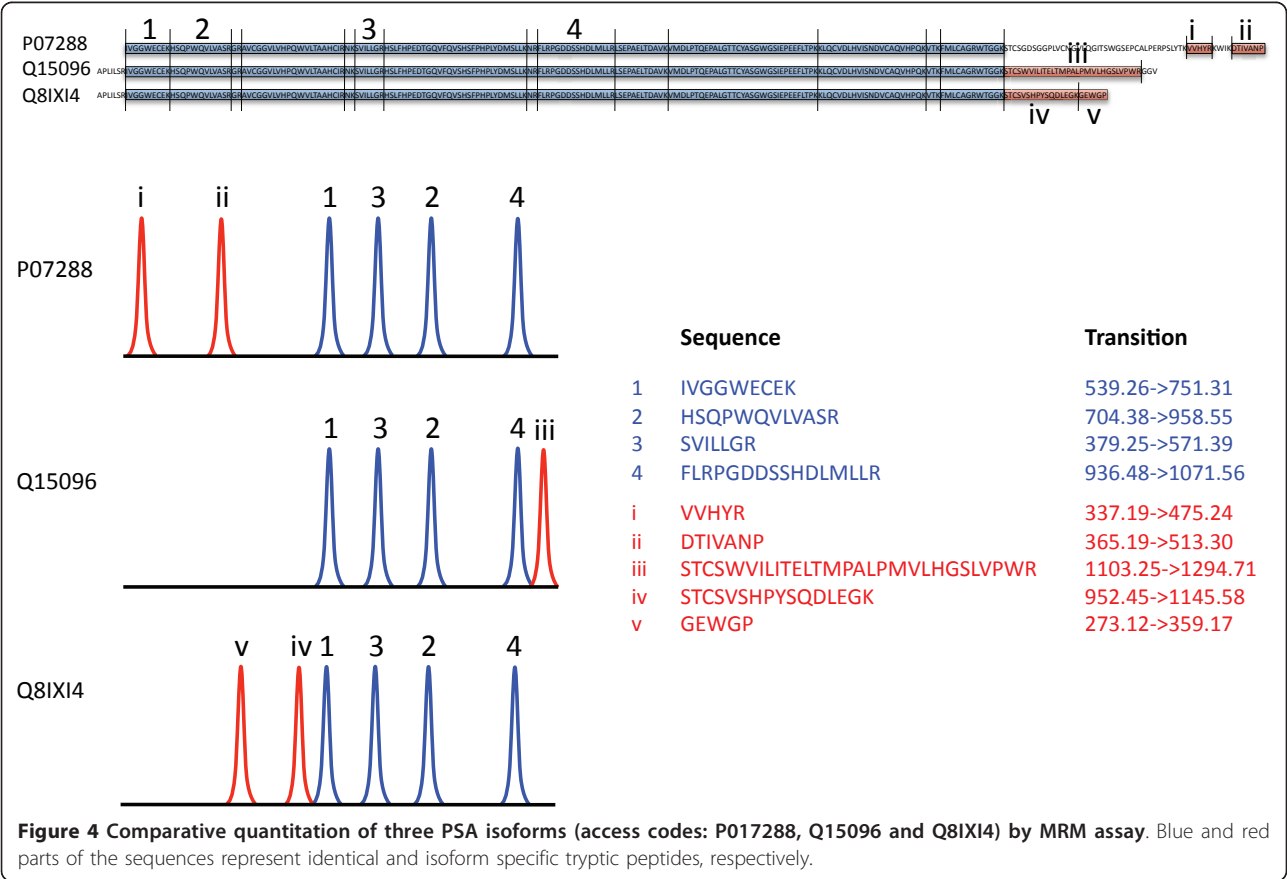 1 2 3 4 i ii
P07288 IVGGWECEKHSQPWQVLVASRGRAVCGGVLVHPQWVLTAAHCIRNKSVILLGRHSLFHPEDTGQVFQVSHSFPHPLYDMSLLKNRFLRPGDDSSHDLMLLRLSEPAELTDAVKVMDLPTQEPALGTTCYASGWGSIEPEEFLTPKKLQCVDLHVISNDVCAQVHPQKVTKFMLCAGRWTGGKSTCSGDSGGPLVCNGVLQGITSWGSEPCALPERPSLYTKVVHYRKWIKDTIVANP
iii
Q15096 APLILSRIVGGWECEKHSQPWQVLVASRGRAVCGGVLVHPQWVLTAAHCIRNKSVILLGRHSLFHPEDTGQVFQVSHSFPHPLYDMSLLKNRFLRPGDDSSHDLMLLRLSEPAELTDAVKVMDLPTQEPALGTTCYASGWGSIEPEEFLTPKKLQCVDLHVISNDVCAQVHPQKVTKFMLCAGRWTGGKSTCSWVILITELTMPALPMVLHGSLVPWRGGV
Q8IXI4 APLILSRIVGGWECEKHSQPWQVLVASRGRAVCGGVLVHPQWVLTAAHCIRNKSVILLGRHSLFHPEDTGQVFQVSHSFPHPLYDMSLLKNRFLRPGDDSSHDLMLLRLSEPAELTDAVKVMDLPTQEPALGTTCYASGWGSIEPEEFLTPKKLQCVDLHVISNDVCAQVHPQKVTKFMLCAGRWTGGKSTCSVSHPYSQDLEGKGEWGP
iv v
i ii 1 3 2 4
P07288
1 3 2 4 iii
Q15096
v iv 1 3 2 4
Q8IXI4
Sequence Transition
1 IVGGWECEK 539.26->751.31
2 HSQPWQVLVASR 704.38->958.55
3 SVILLGR 379.25->571.39
4 FLRPGDDSSHDLMLLR 936.48->1071.56
i VVHYR 337.19->475.24
ii DTIVANP 365.19->513.30
iii STCSWVILITELTMPALPMVLHGSLVPWR 1103.25->1294.71
iv STCSVSHPYSQDLEGK 952.45->1145.58
v GEWGP 273.12->359.17
Figure 4 Comparative quantitation of three PSA isoforms (access codes: P017288, Q15096 and Q8IXI4) by MRM assay. Blue and red
parts of the sequences represent identical and isoform specific tryptic peptides, respectively.